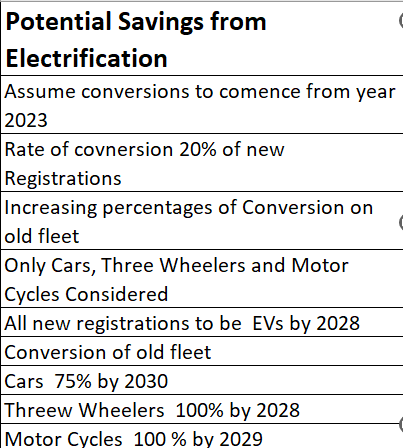 Potential Savings from
Electrification
Assume conversions to comence from year
2023
Rate of covnersion 20% of new
Registrations
Increasing percentages of Conversion on
old fleet
Only Cars, Three Wheelers and Motor
Cycles Considered
All new registrations to be  EVs by 2028
Conversion of old fleet
Cars  75% by 2030
Threew Wheelers  100% by 2028
Motor Cycles  100 % by 2029